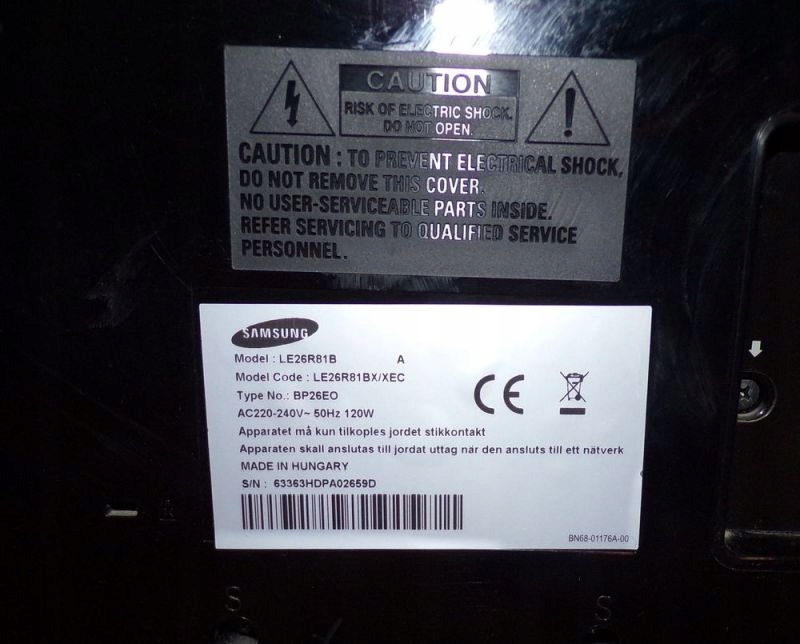 CAUTION
RISK OF ELECTRIC SHOCK.
DO NOT OPEN.
CAUTION : TO PREVENT ELECTRICAL SHOCK,
DO NOT REMOVE THIS COVER.
NO USER-SERVICEABLE PARTS INSIDE.
REFER SERVICING TO QUALIFIED SERVICE
PERSONNEL.
SAMSUNG
Model : LE26R81B A
Model Code : LE26R81BX/XEC
Type No.: BP26EO
AC220-240V~ 50Hz 120W
CE
Apparatet må kun tilkoples jordet stikkontakt
Apparaten skall anslutas till jordat uttag när den ansluts till ett nätverk
MADE IN HUNGARY
S/N : 63363HDPA02659D
BN68-01176A-00
S S